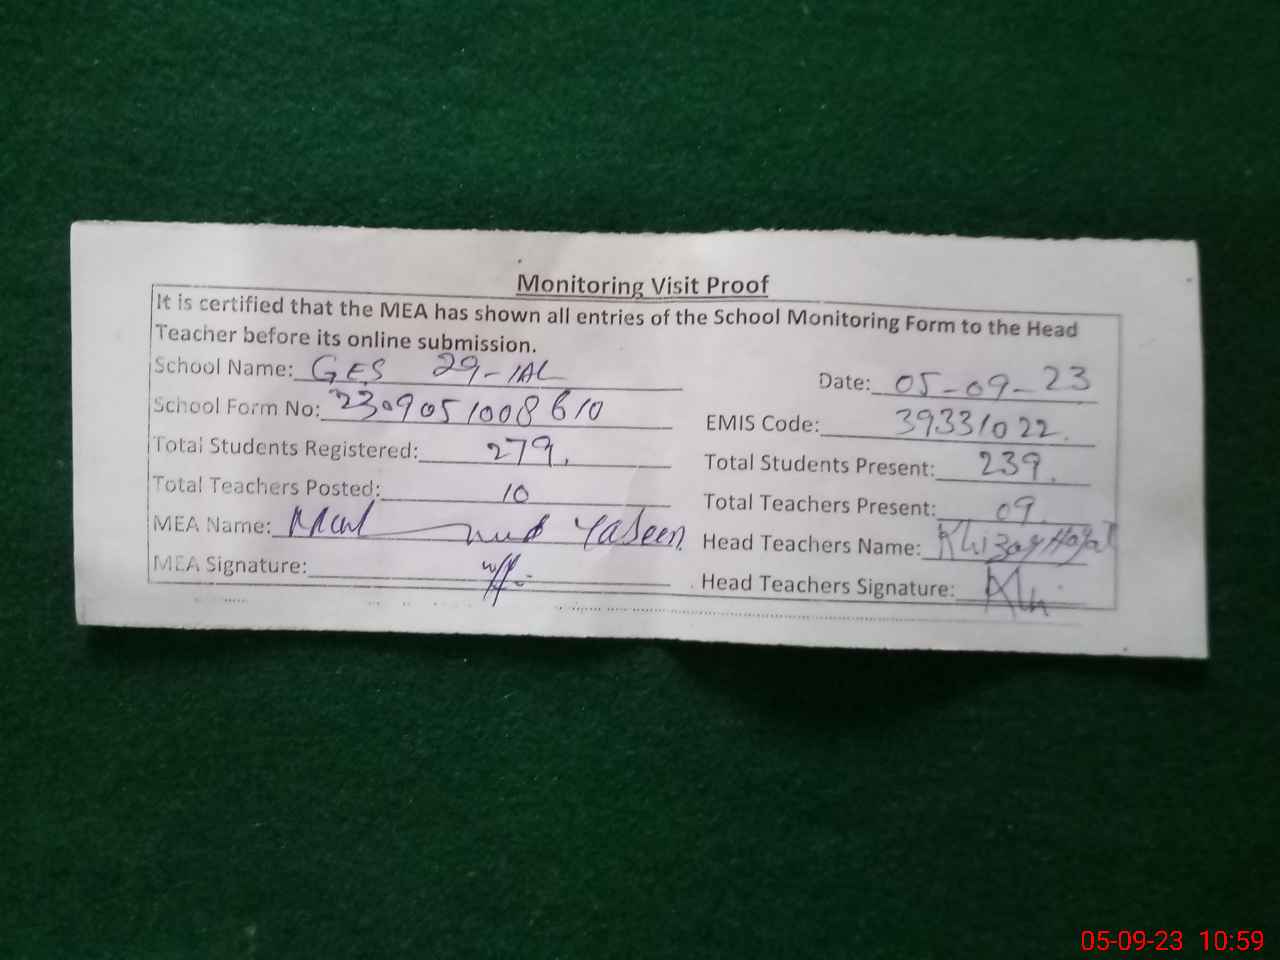 Monitoring Visit Proof
It is certified that the MEA has shown all entries of the School Monitoring Form to the Head
Teacher before its online submission.
School Name: GES 29-1AL Date: 05-09-23
School Form No: 2309051008610 EMIS Code: 39331022.
Total Students Registered: 279. Total Students Present: 239.
Total Teachers Posted: 10 Total Teachers Present: 09.
MEA Name: Yaseen Head Teachers Name: Khizar Hayat
MEA Signature: Head Teachers Signature:
05-09-23 10:59